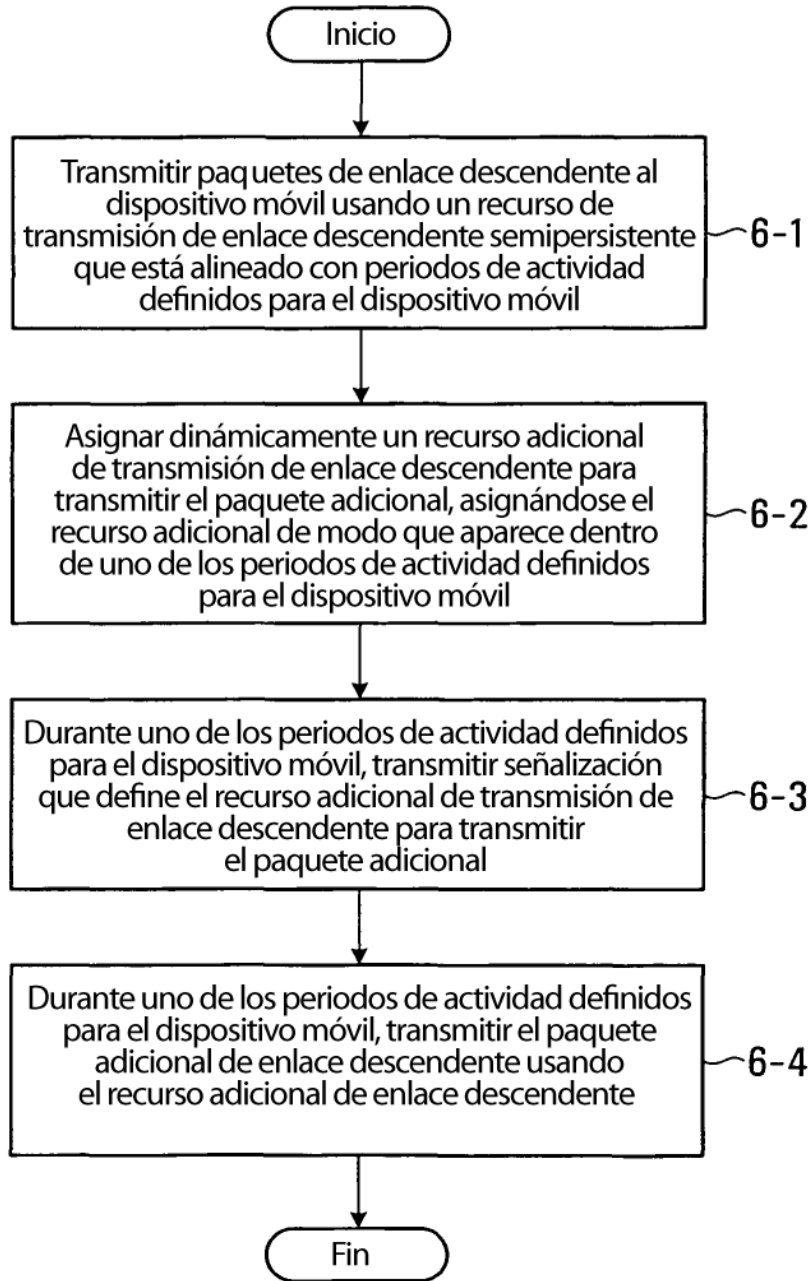 Inicio
Transmitir paquetes de enlace descendente al
dispositivo móvil usando un recurso de
transmisión de enlace descendente semipersistente
que está alineado con periodos de actividad
definidos para el dispositivo móvil
6-1
Asignar dinámicamente un recurso adicional
de transmisión de enlace descendente para
transmitir el paquete adicional, asignándose el
recurso adicional de modo que aparece dentro
de uno de los periodos de actividad definidos
para el dispositivo móvil
6-2
Durante uno de los periodos de actividad definidos
para el dispositivo móvil, transmitir señalización
que define el recurso adicional de transmisión de
enlace descendente para transmitir
el paquete adicional
6-3
Durante uno de los periodos de actividad definidos
para el dispositivo móvil, transmitir el paquete
adicional de enlace descendente usando
el recurso adicional de enlace descendente
6-4
Fin